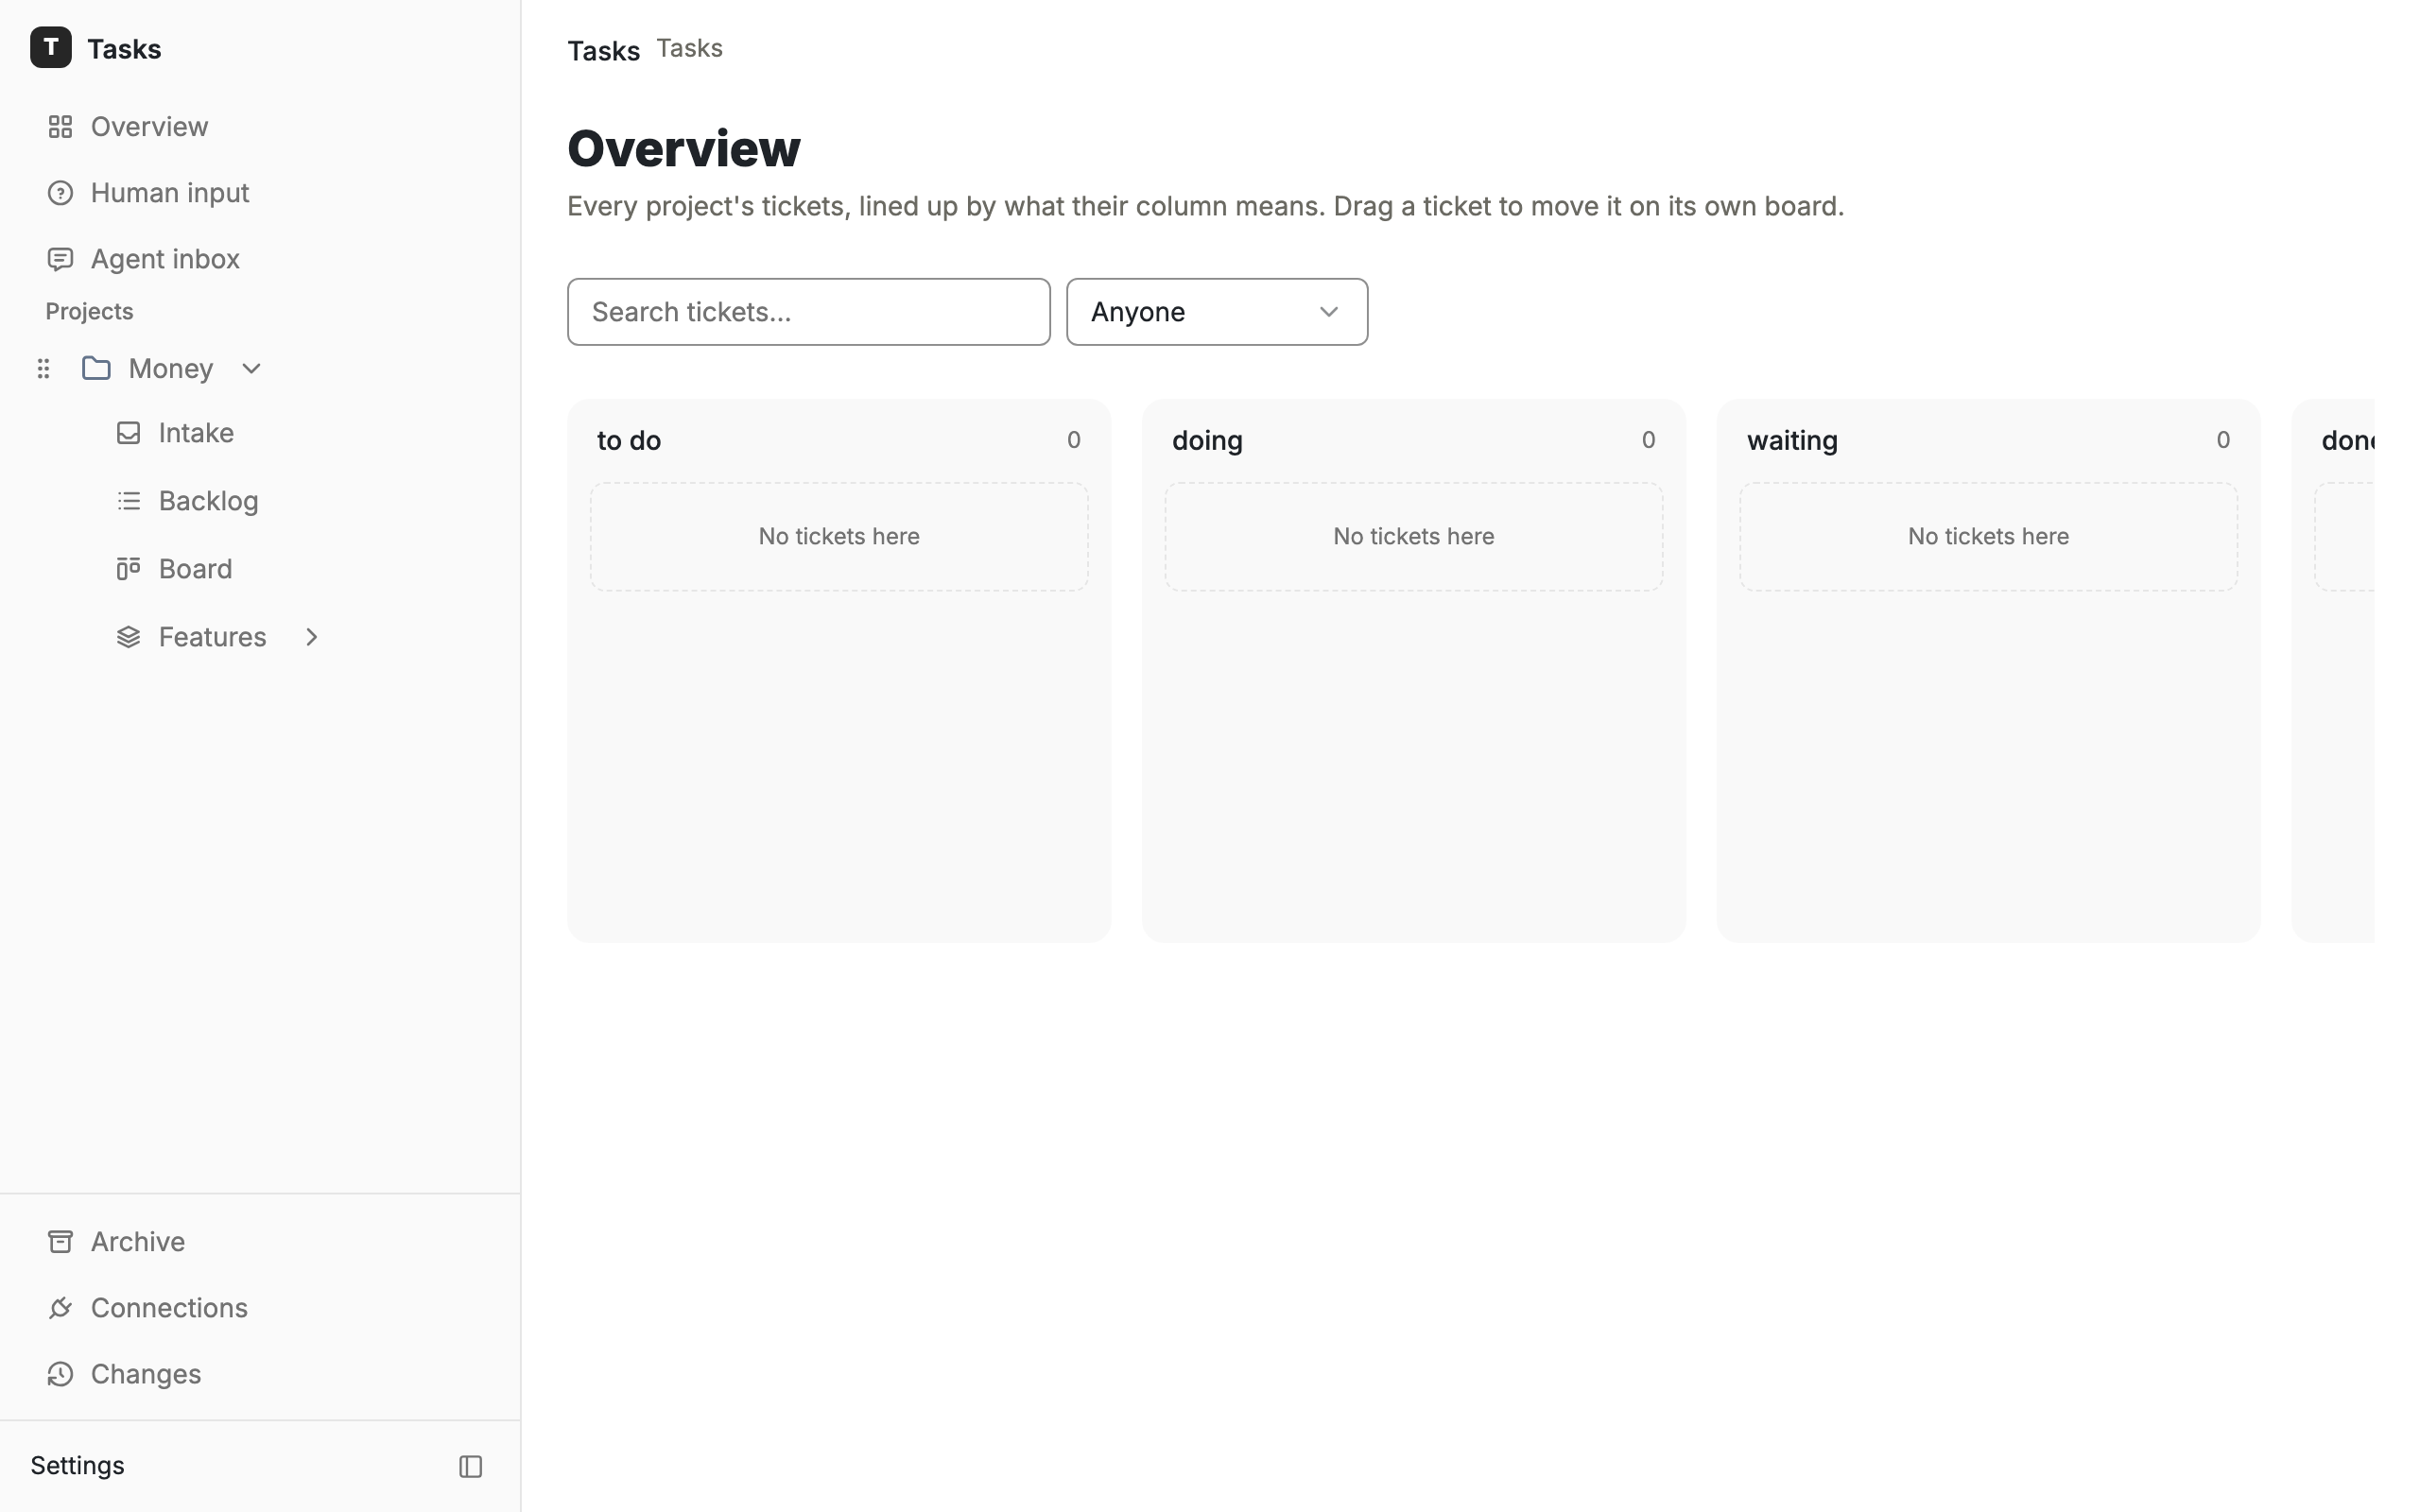 T Tasks
Overview
Human input
Agent inbox
Projects
Money
Intake
Backlog
Board
Features
Archive
Connections
Changes
Settings
Tasks Tasks
Overview
Every project's tickets, lined up by what their column means. Drag a ticket to move it on its own board.
Search tickets... Anyone
to do 0
No tickets here
doing 0
No tickets here
waiting 0
No tickets here